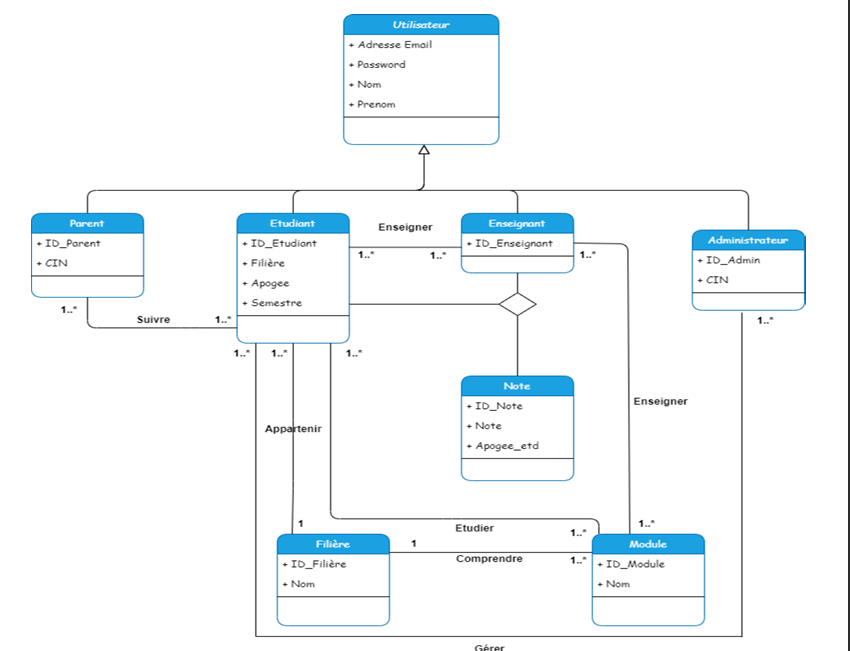 Utilisateur
+ Adresse Email
+ Password
+ Nom
+ Prenom
Parent
+ ID_Parent
+ CIN
Etudiant
+ ID_Etudiant
+ Filière
+ Apogee
+ Semestre
Enseigner
1..*
1..*
Enseignant
+ ID_Enseignant
1..*
Administrateur
+ ID_Admin
+ CIN
1..*
1..*
Suivre
1..*
1..*
1..*
1..*
Note
+ ID_Note
+ Note
+ Apogee_etd
Enseigner
Appartenir
1
1..*
Etudier
1..*
Filière
+ ID_Filière
+ Nom
1
Comprendre
1..*
Module
+ ID_Module
+ Nom
Gérer